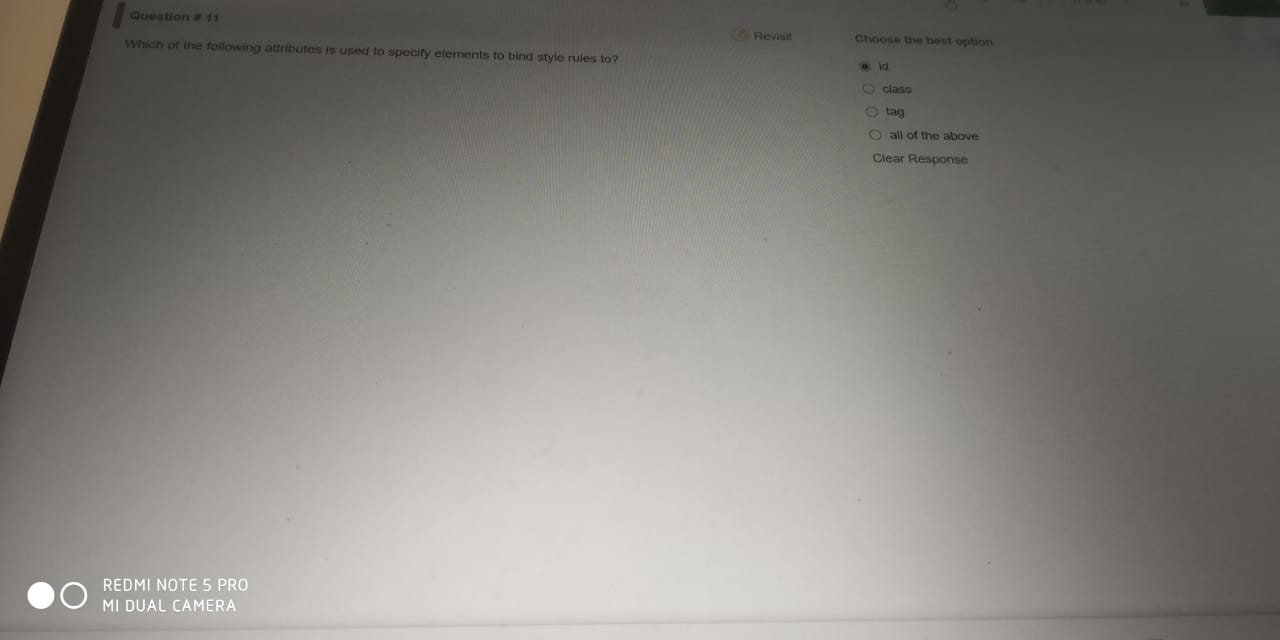 Question # 11
Which of the following attributes is used to specify elements to bind style rules to?
Revisit
Choose the best option
id
class
tag
all of the above
Clear Response
REDMI NOTE 5 PRO
MI DUAL CAMERA